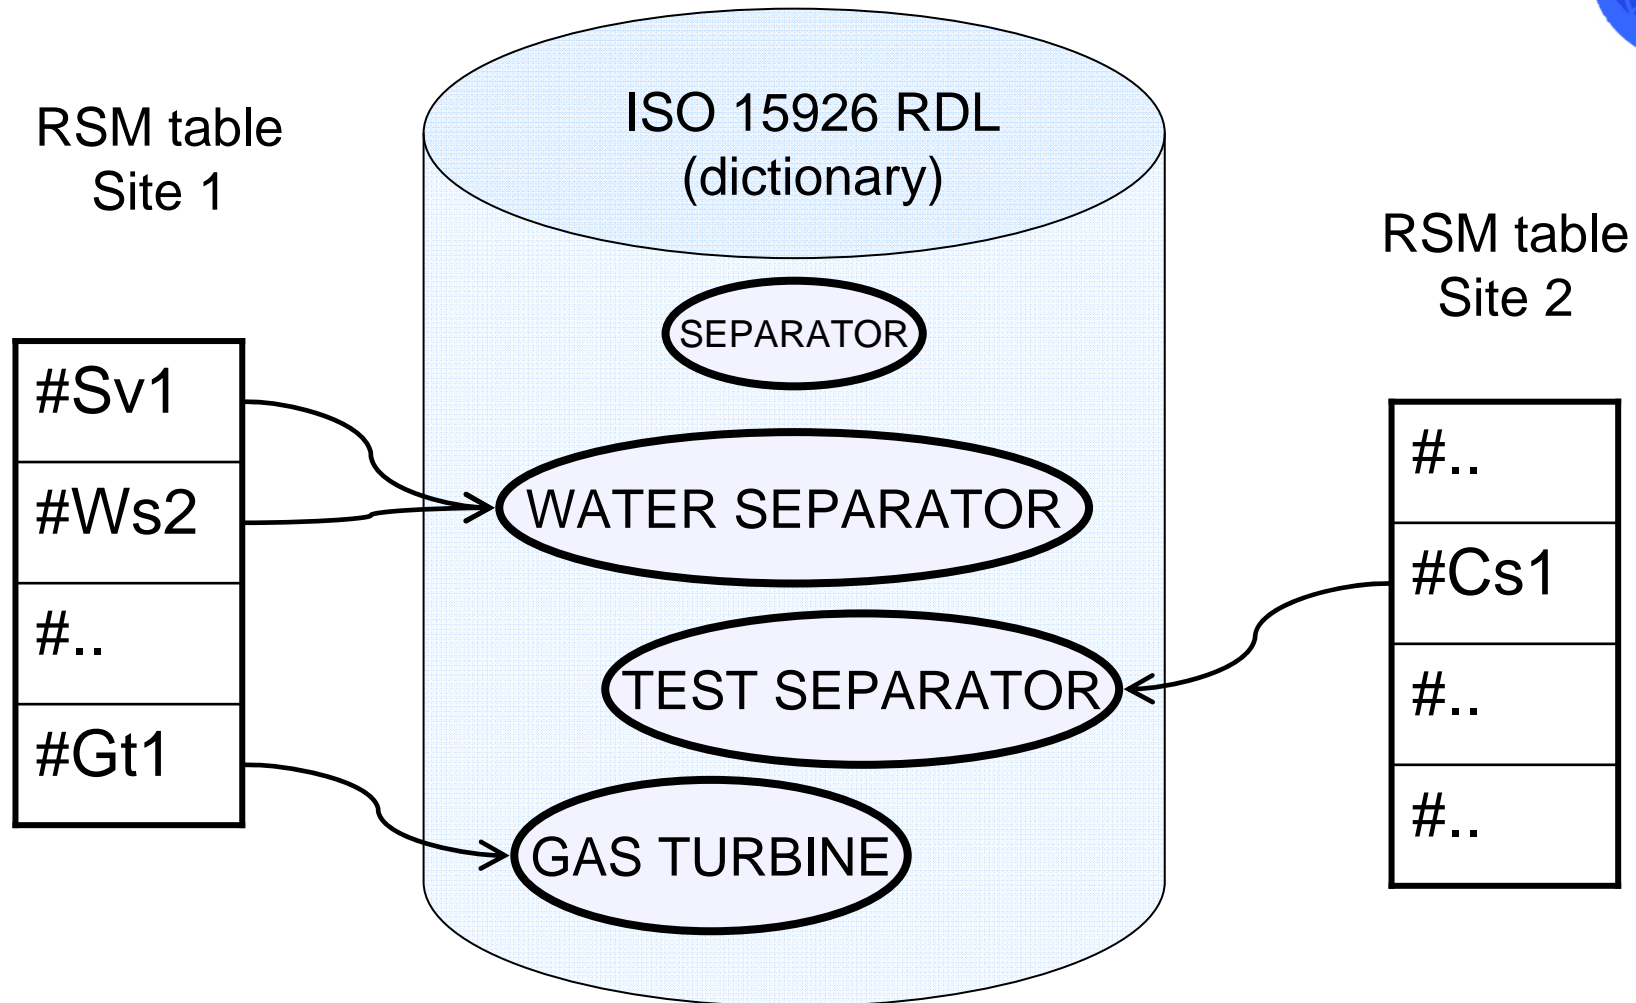 RSM table
Site 1
#Sv1
#Ws2
#..
#Gt1
ISO 15926 RDL
(dictionary)
SEPARATOR
WATER SEPARATOR
TEST SEPARATOR
GAS TURBINE
RSM table
Site 2
#..
#Cs1
#..
#..